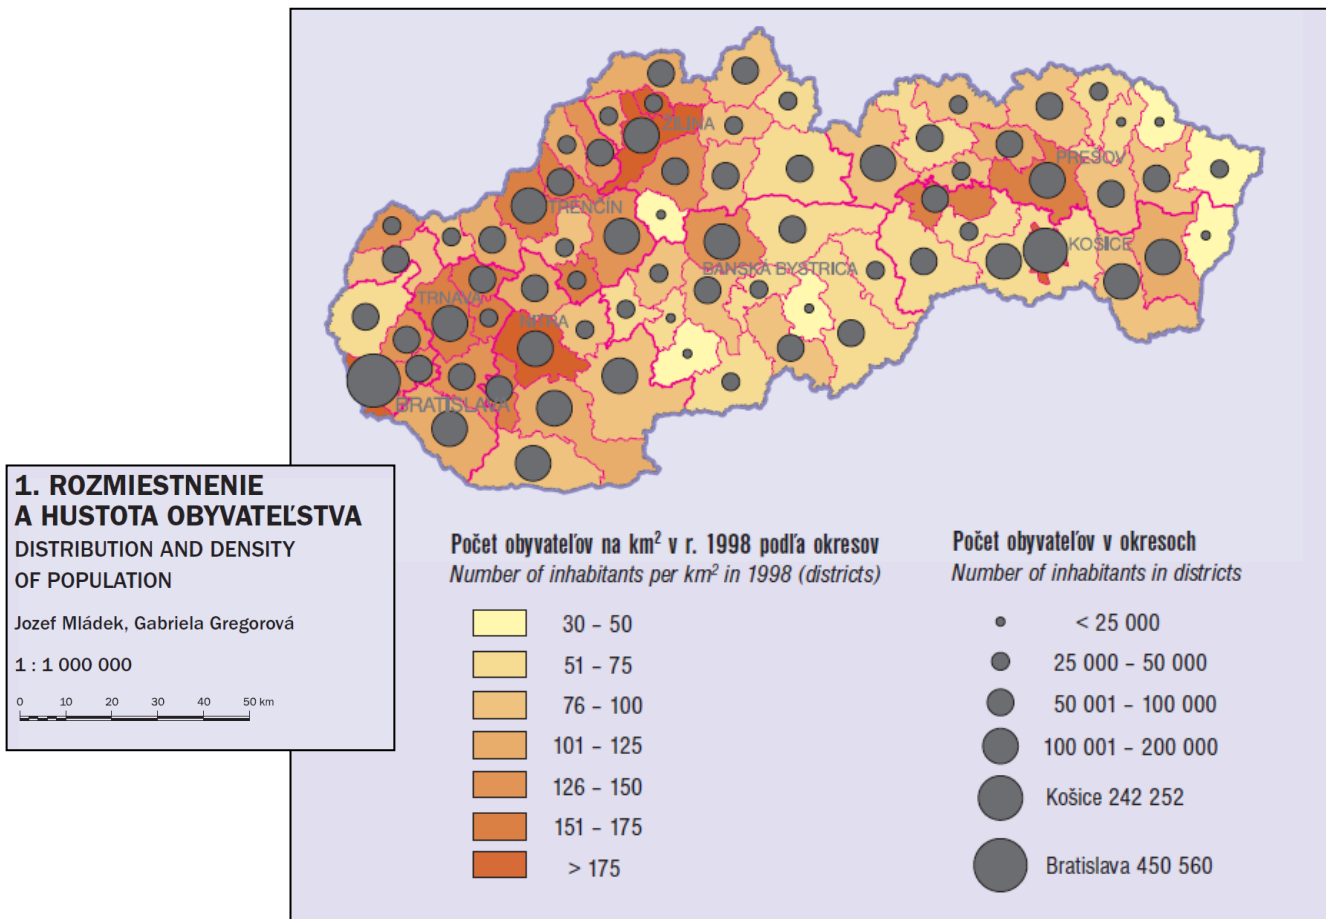 ŽILINA
PREŠOV
TRENČÍN
KOŠICE
BANSKÁ BYSTRICA
TRNAVA
NITRA
BRATISLAVA
1. ROZMIESTNENIE
A HUSTOTA OBYVATEĽSTVA
DISTRIBUTION AND DENSITY
OF POPULATION
Jozef Mládek, Gabriela Gregorová
1 : 1 000 000
0 10 20 30 40 50 km
Počet obyvateľov na km² v r. 1998 podľa okresov
Number of inhabitants per km² in 1998 (districts)
30 – 50
51 – 75
76 – 100
101 – 125
126 – 150
151 – 175
> 175
Počet obyvateľov v okresoch
Number of inhabitants in districts
< 25 000
25 000 – 50 000
50 001 – 100 000
100 001 – 200 000
Košice 242 252
Bratislava 450 560